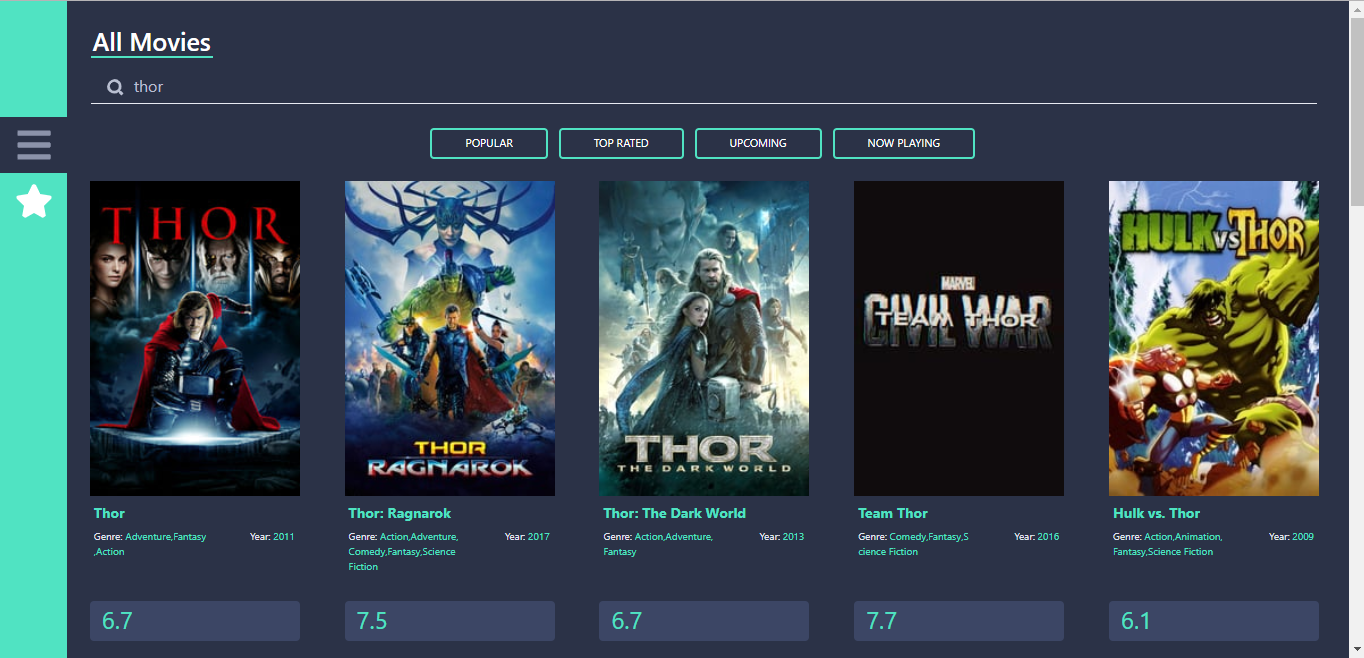 All Movies
thor
POPULAR
TOP RATED
UPCOMING
NOW PLAYING
THOR
THOR
RAGNAROK
THOR
THE DARK WORLD
MARVEL
CIVIL WAR
TEAM THOR
HULK VS THOR
Thor
Genre: Adventure,Fantasy
,Action
Year: 2011
Thor: Ragnarok
Genre: Action,Adventure,
Comedy,Fantasy,Science
Fiction
Year: 2017
Thor: The Dark World
Genre: Action,Adventure,
Fantasy
Year: 2013
Team Thor
Genre: Comedy,Fantasy,S
cience Fiction
Year: 2016
Hulk vs. Thor
Genre: Action,Animation,
Fantasy,Science Fiction
Year: 2009
6.7
7.5
6.7
7.7
6.1